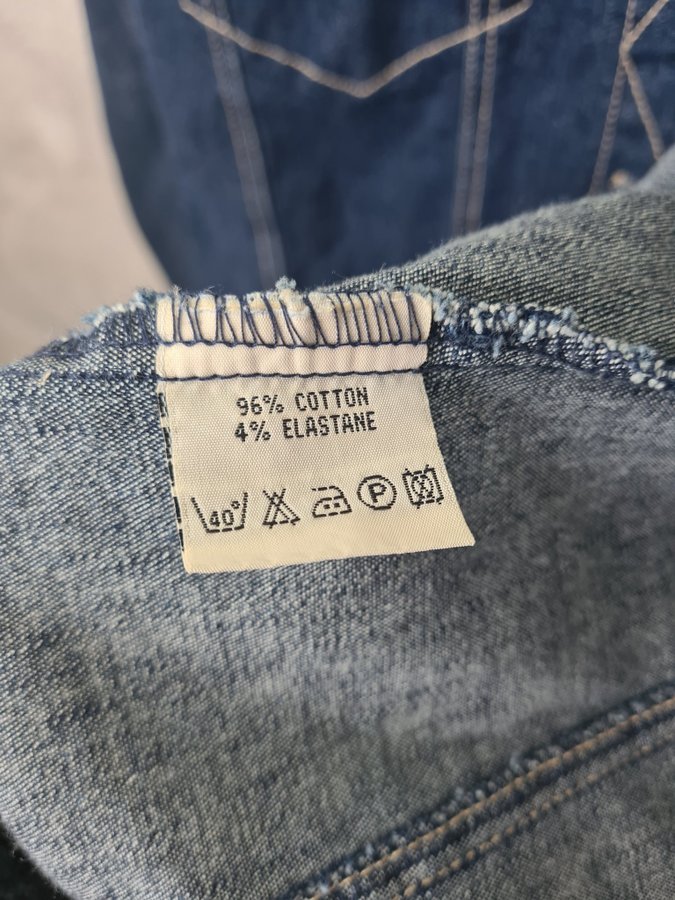 96% COTTON
4% ELASTANE
40° P